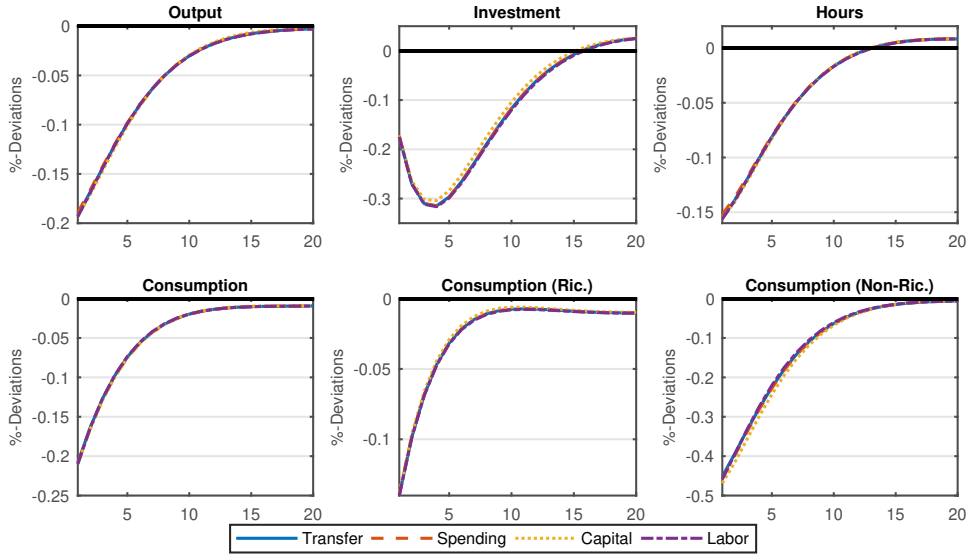 Output
%-Deviations
0
-0.05
-0.1
-0.15
-0.2
5 10 15 20
Investment
%-Deviations
0
-0.1
-0.2
-0.3
5 10 15 20
Hours
%-Deviations
0
-0.05
-0.1
-0.15
5 10 15 20
Consumption
%-Deviations
0
-0.05
-0.1
-0.15
-0.2
-0.25
5 10 15 20
Consumption (Ric.)
%-Deviations
0
-0.05
-0.1
5 10 15 20
Consumption (Non-Ric.)
%-Deviations
0
-0.1
-0.2
-0.3
-0.4
-0.5
5 10 15 20
Transfer Spending Capital Labor